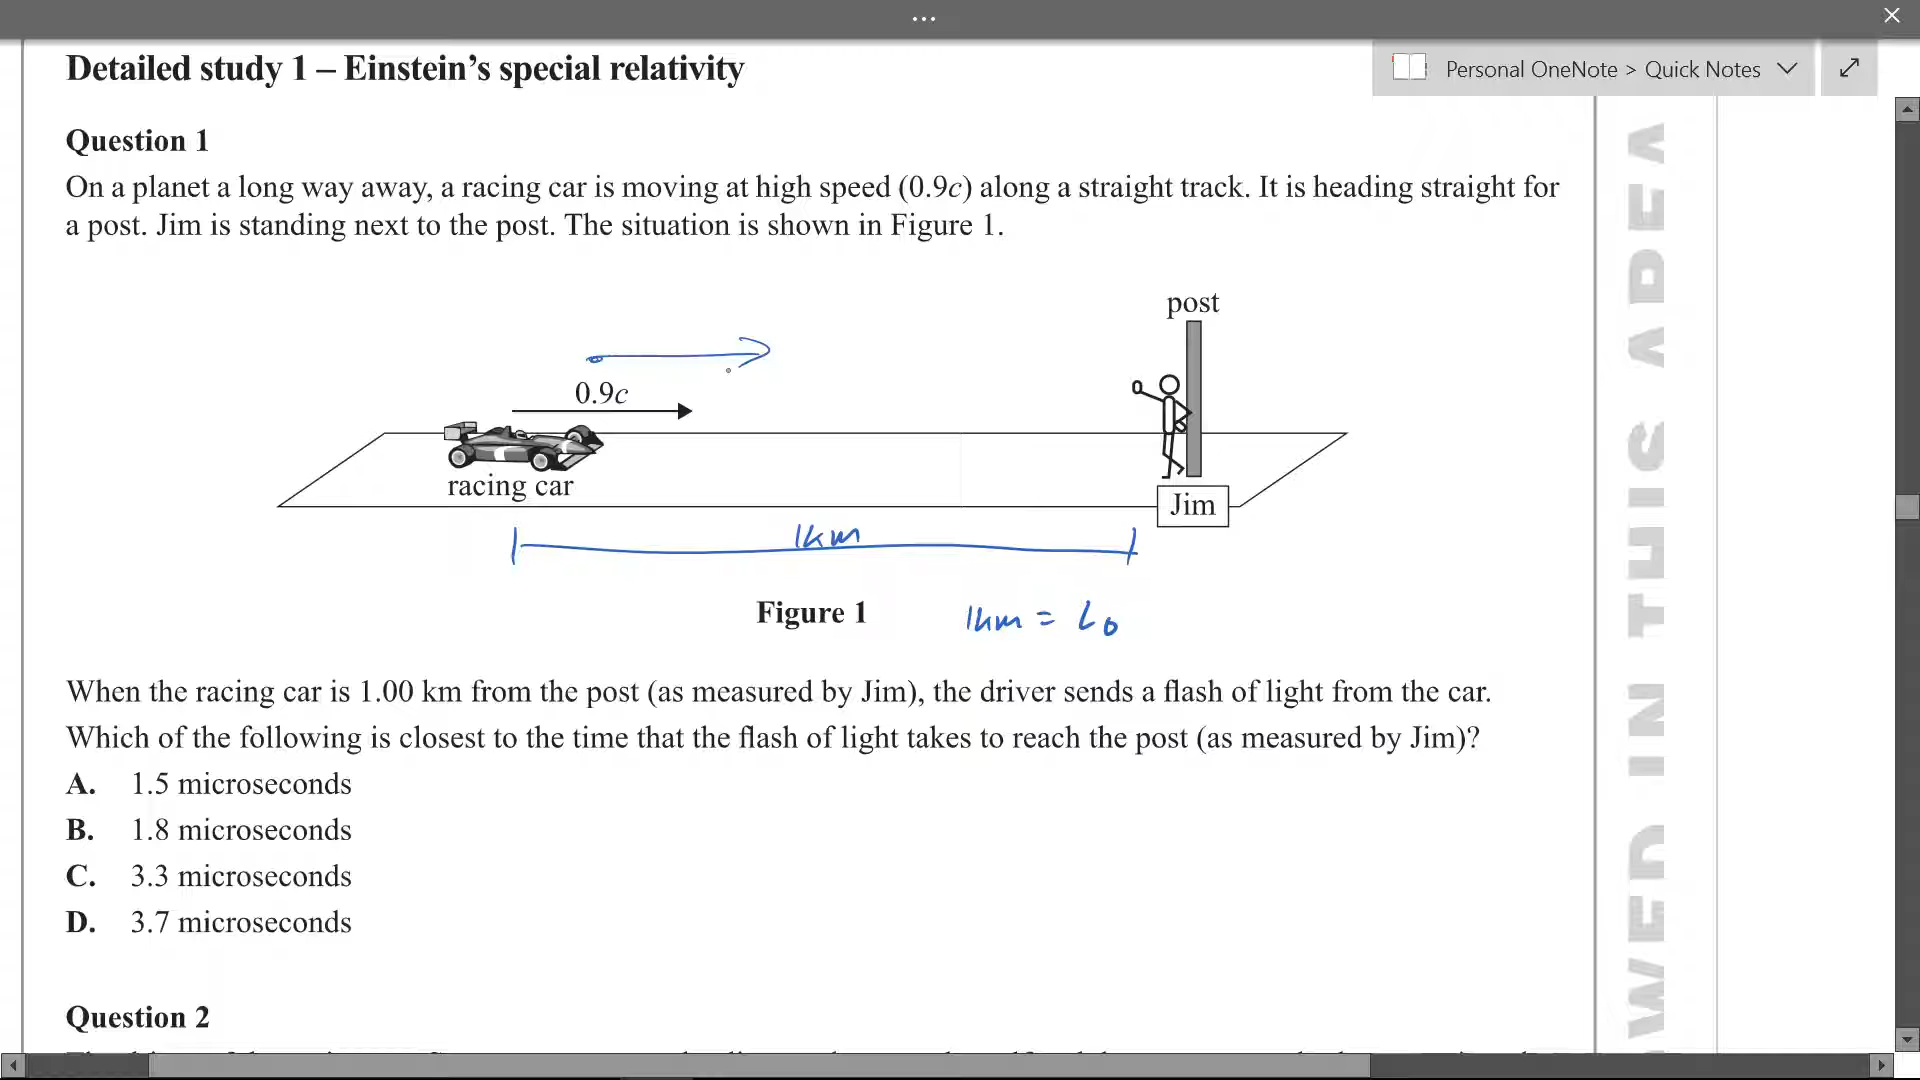 Detailed study 1 – Einstein's special relativity
Personal OneNote > Quick Notes
Question 1
On a planet a long way away, a racing car is moving at high speed (0.9c) along a straight track. It is heading straight for
a post. Jim is standing next to the post. The situation is shown in Figure 1.
post
0.9c
racing car
Jim
1km
Figure 1
1km = L₀
When the racing car is 1.00 km from the post (as measured by Jim), the driver sends a flash of light from the car.
Which of the following is closest to the time that the flash of light takes to reach the post (as measured by Jim)?
A. 1.5 microseconds
B. 1.8 microseconds
C. 3.3 microseconds
D. 3.7 microseconds
Question 2
IN THIS AREA